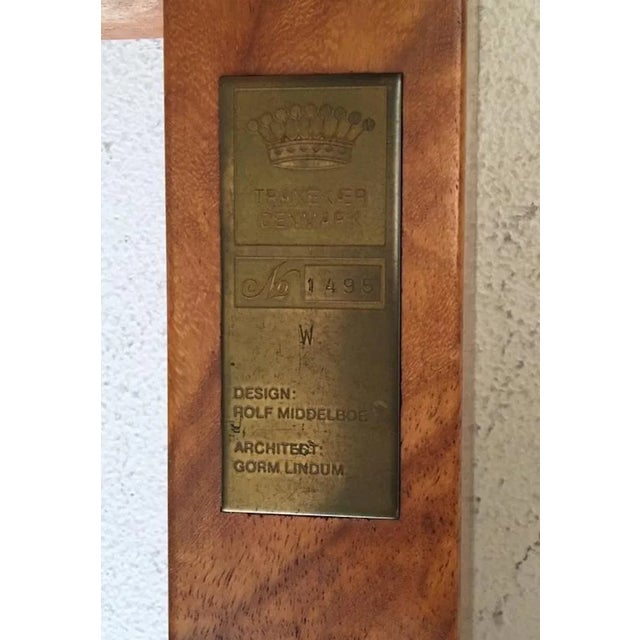 TRANEKÆR
DENMARK
No 1495
W
DESIGN:
ROLF MIDDELBOE
ARCHITECT:
GORM LINDUM